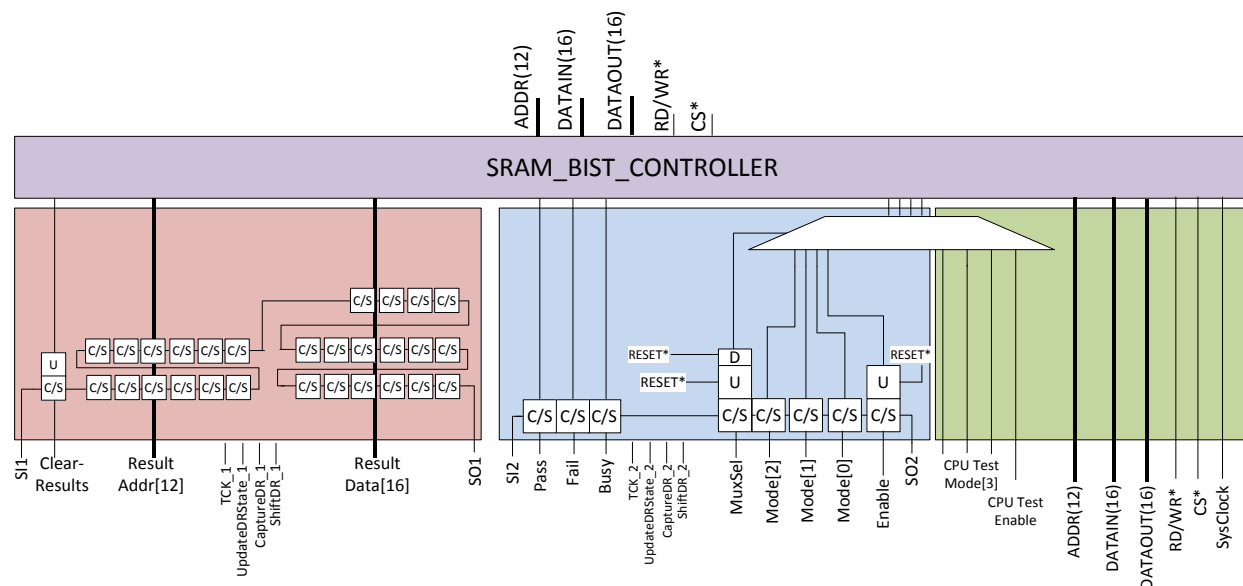 ADDR(12)
DATAIN(16)
DATAOUT(16)
RD/WR*
CS*
SRAM_BIST_CONTROLLER
C/S C/S C/S C/S
C/S C/S C/S C/S C/S C/S
C/S C/S C/S C/S C/S C/S
U
C/S
C/S C/S C/S C/S C/S C/S
C/S C/S C/S C/S C/S C/S
RESET*
D
RESET*
U
RESET*
U
C/S C/S C/S
C/S C/S C/S C/S C/S
SI1
Clear-
Results
Result
Addr[12]
TCK_1
UpdateDRState_1
CaptureDR_1
ShiftDR_1
Result
Data[16]
SO1
SI2
Pass
Fail
Busy
TCK_2
UpdateDRState_2
CaptureDR_2
ShiftDR_2
MuxSel
Mode[2]
Mode[1]
Mode[0]
Enable
SO2
CPU Test
Mode[3]
CPU Test
Enable
ADDR(12)
DATAIN(16)
DATAOUT(16)
RD/WR*
CS*
SysClock